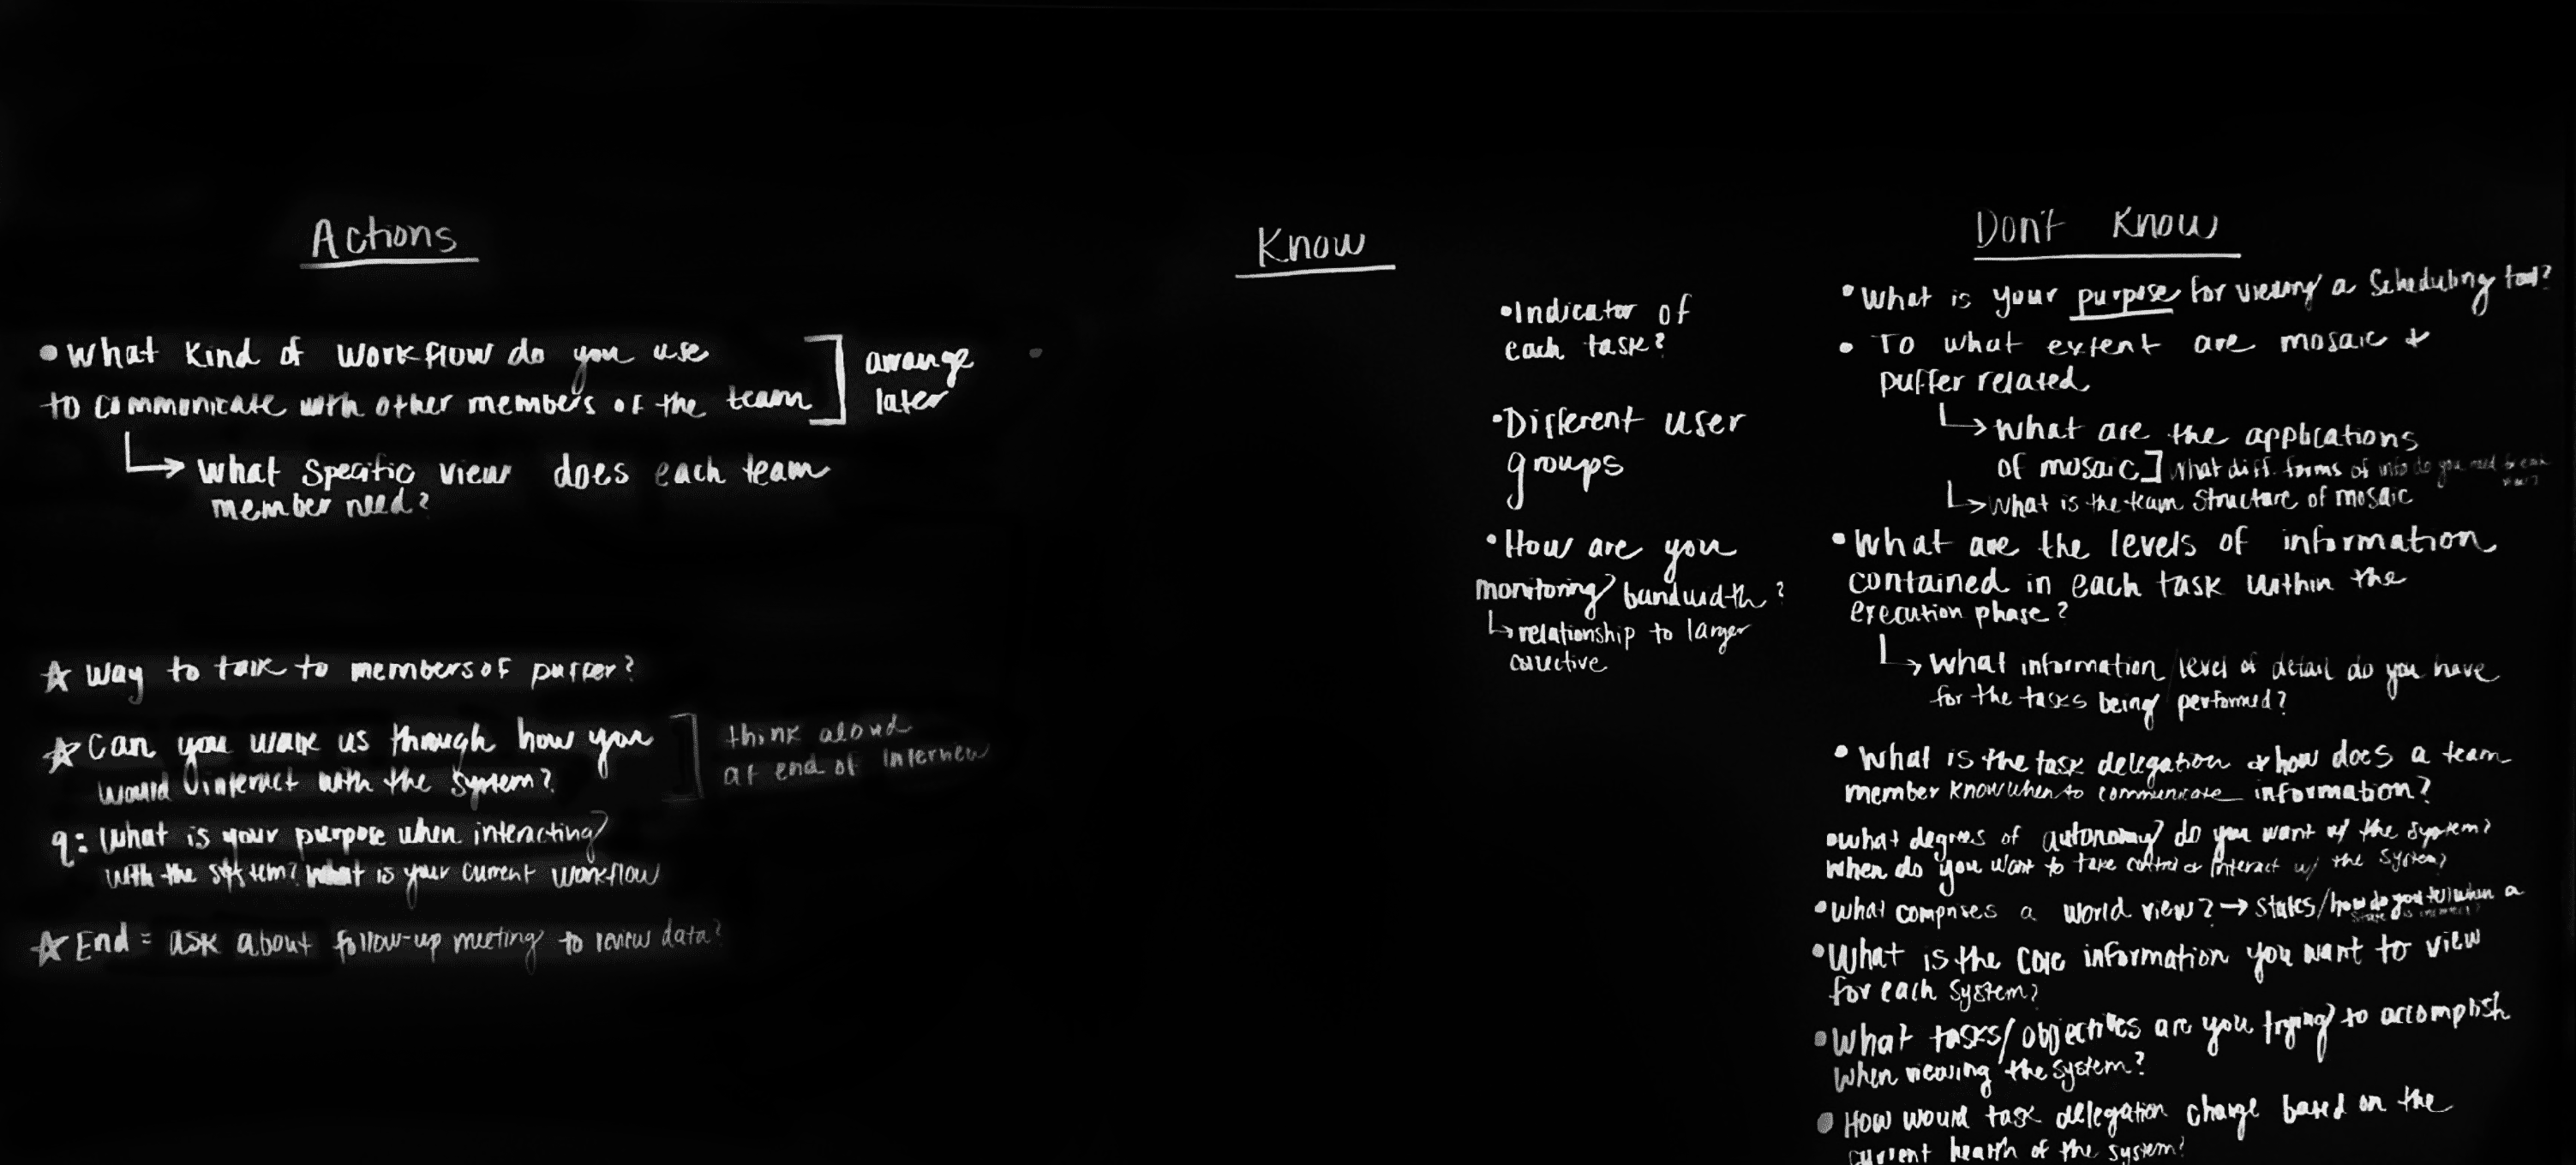 Actions
• What kind of workflow do you use
to communicate with other members of the team ] arrange later
↳ What specific view does each team
member need?
☆ way to talk to members of puffer?
☆ Can you walk us through how you
would interact with the system? ] think aloud
at end of interview
q: What is your purpose when interacting
with the system? What is your current workflow
☆ End = ask about follow-up meeting to review data?
Know
• Indicator of
each task?
• Different user
groups
• How are you
monitoring bandwidth?
↳ relationship to larger
collective
Don't Know
• What is your purpose for viewing a scheduling tool?
• To what extent are mosaic +
puffer related
↳ What are the applications
of mosaic ] What diff. forms of info do you need for each
↳ What is the team structure of mosaic
• What are the levels of information
contained in each task within the
execution phase?
↳ What information/level of detail do you have
for the tasks being performed?
• What is the task delegation & how does a team
member know when to communicate information?
• What degrees of autonomy do you want w/ the system?
When do you want to take control or interact w/ the system?
• What comprises a world view? → States/how do you tell when a
state is incorrect?
• What is the core information you want to view
for each system?
• What tasks/objectives are you trying to accomplish
when viewing the system?
• How would task delegation change based on the
current health of the system?